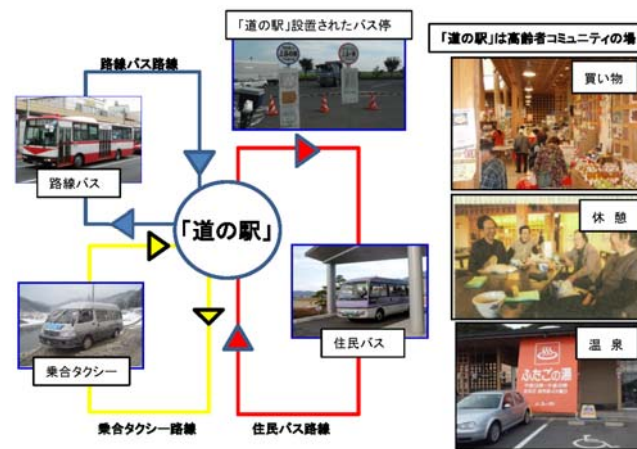 「道の駅」設置されたバス停
「道の駅」は高齢者コミュニティの場
路線バス路線
路線バス
「道の駅」
乗合タクシー
乗合タクシー路線
住民バス
住民バス路線
買い物
休 憩
温 泉
ふたごの湯